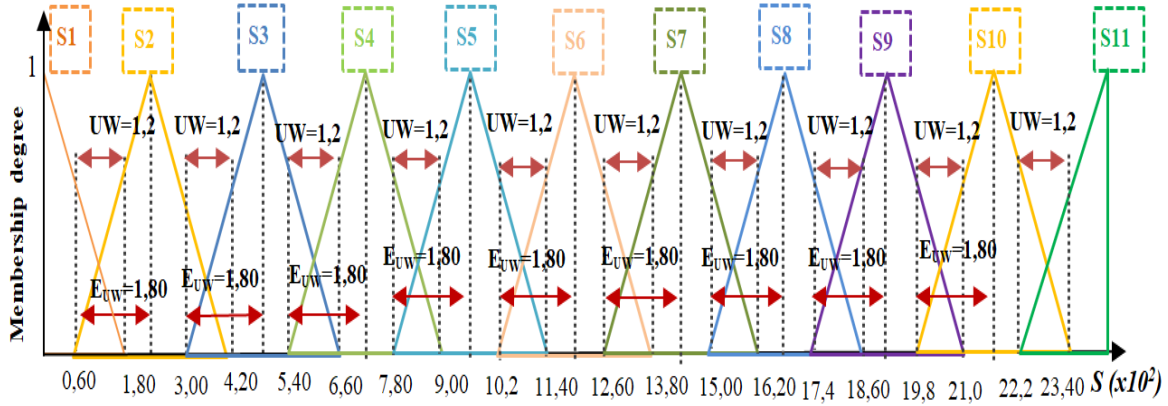 S1 S2 S3 S4 S5 S6 S7 S8 S9 S10 S11
1
UW=1,2 UW=1,2 UW=1,2 UW=1,2 UW=1,2 UW=1,2 UW=1,2 UW=1,2 UW=1,2 UW=1,2
Membership degree
EUW=1,80 EUW=1,80 EUW=1,80 EUW=1,80 EUW=1,80 EUW=1,80 EUW=1,80 EUW=1,80 EUW=1,80
0,60 1,80 3,00 4,20 5,40 6,60 7,80 9,00 10,2 11,40 12,60 13,80 15,00 16,20 17,4 18,60 19,8 21,0 22,2 23,40 S (x10²)